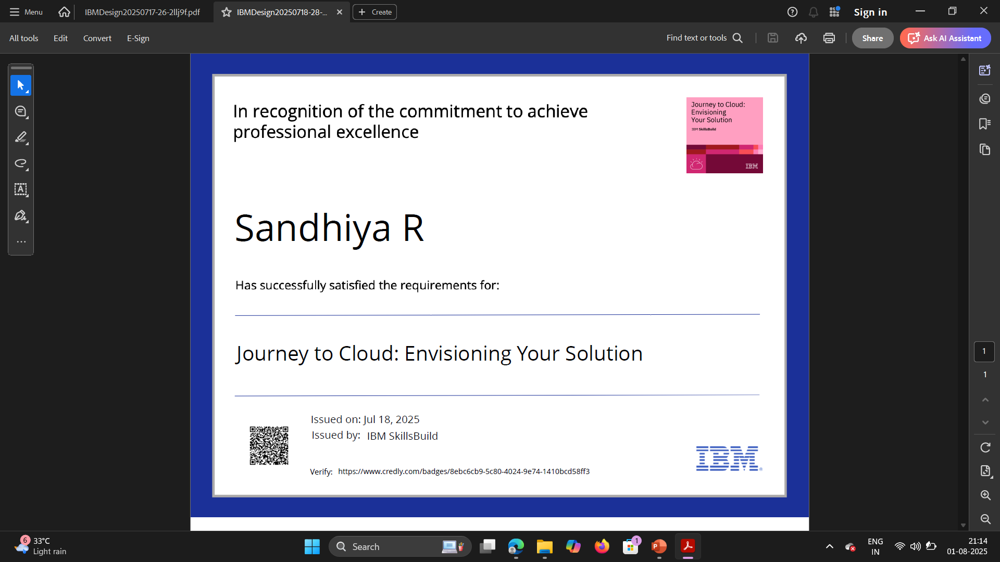 Menu
IBMDesign20250717-26-2llj9f.pdf
IBMDesign20250718-28-...
Create
Sign in
All tools
Edit
Convert
E-Sign
Find text or tools
Share
Ask AI Assistant
In recognition of the commitment to achieve
professional excellence
Journey to Cloud:
Envisioning
Your Solution
IBM SkillsBuild
IBM
Sandhiya R
Has successfully satisfied the requirements for:
Journey to Cloud: Envisioning Your Solution
Issued on: Jul 18, 2025
Issued by: IBM SkillsBuild
Verify: https://www.credly.com/badges/8ebc6cb9-5c80-4024-9e74-1410bcd58ff3
IBM®
1
1
6
33°C
Light rain
Search
1
ENG
IN
21:14
01-08-2025